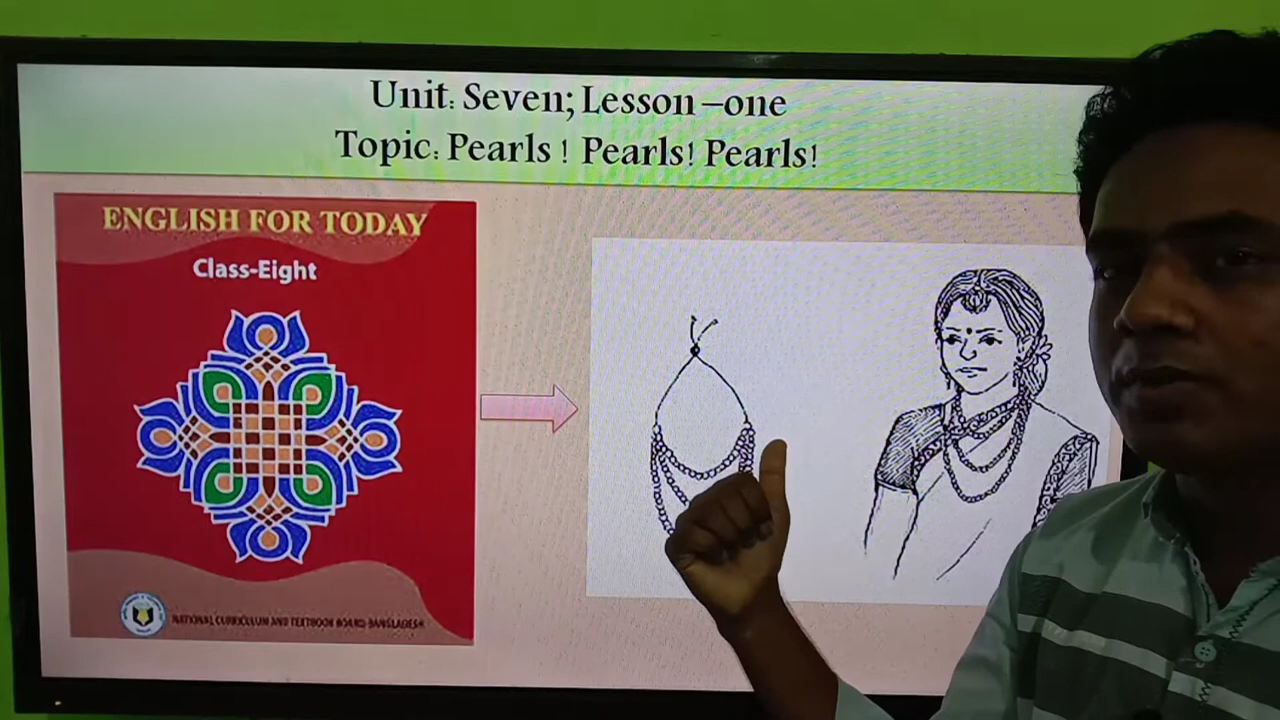 Unit: Seven; Lesson –one
Topic: Pearls ! Pearls! Pearls!
ENGLISH FOR TODAY
Class-Eight
NATIONAL CURRICULUM AND TEXTBOOK BOARD BANGLADESH